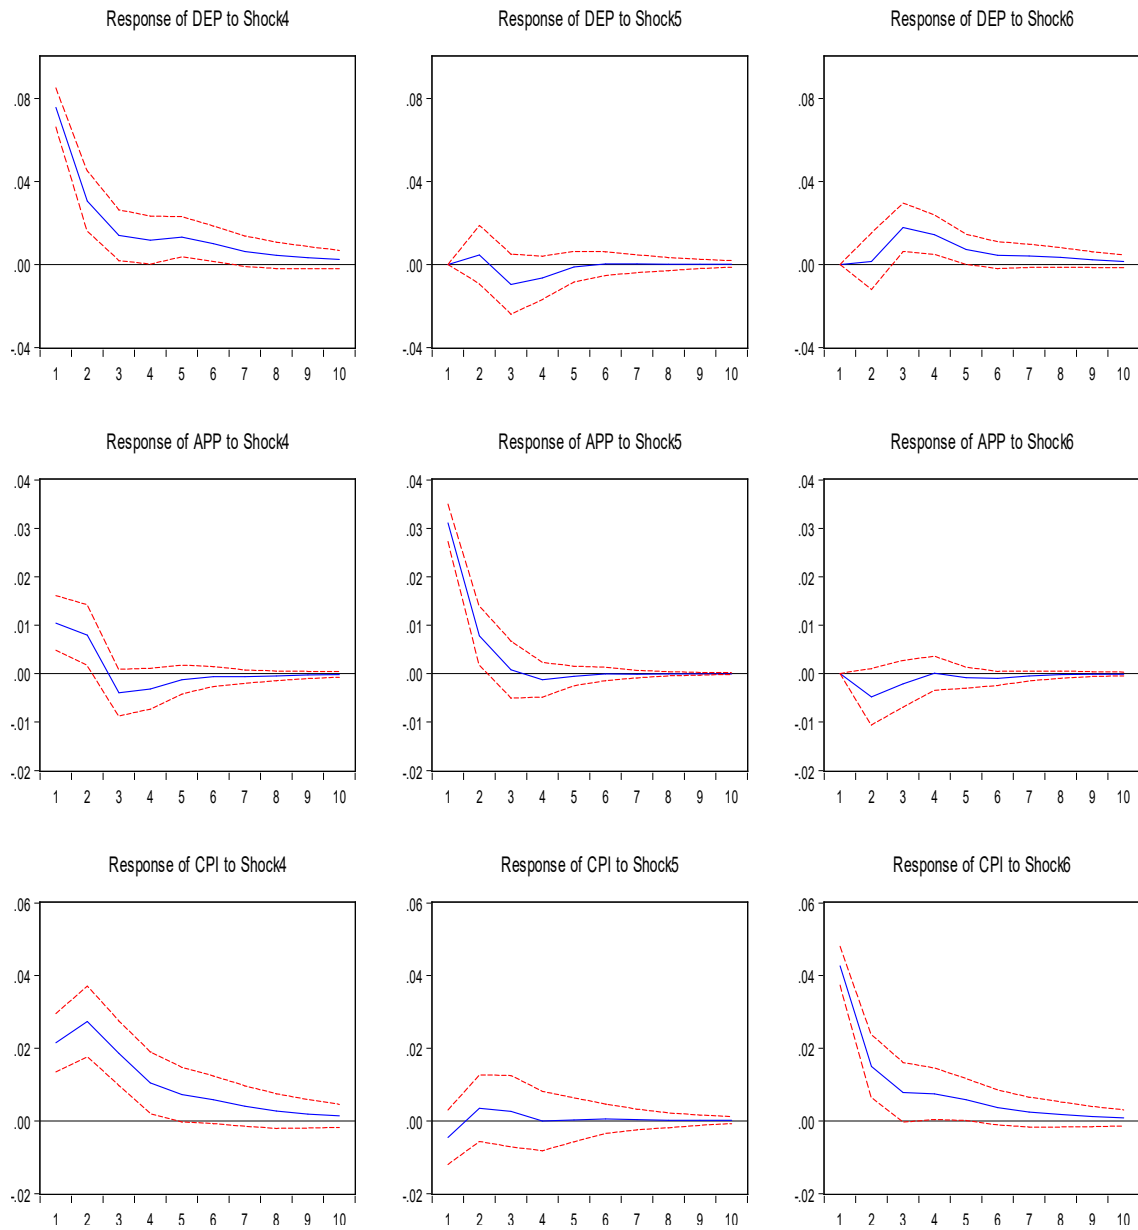 Response of DEP to Shock4
Response of DEP to Shock5
Response of DEP to Shock6
.08
.04
.00
-.04
1 2 3 4 5 6 7 8 9 10
.08
.04
.00
-.04
1 2 3 4 5 6 7 8 9 10
.08
.04
.00
-.04
1 2 3 4 5 6 7 8 9 10
Response of APP to Shock4
Response of APP to Shock5
Response of APP to Shock6
.04
.03
.02
.01
.00
-.01
-.02
1 2 3 4 5 6 7 8 9 10
.04
.03
.02
.01
.00
-.01
-.02
1 2 3 4 5 6 7 8 9 10
.04
.03
.02
.01
.00
-.01
-.02
1 2 3 4 5 6 7 8 9 10
Response of CPI to Shock4
Response of CPI to Shock5
Response of CPI to Shock6
.06
.04
.02
.00
-.02
1 2 3 4 5 6 7 8 9 10
.06
.04
.02
.00
-.02
1 2 3 4 5 6 7 8 9 10
.06
.04
.02
.00
-.02
1 2 3 4 5 6 7 8 9 10